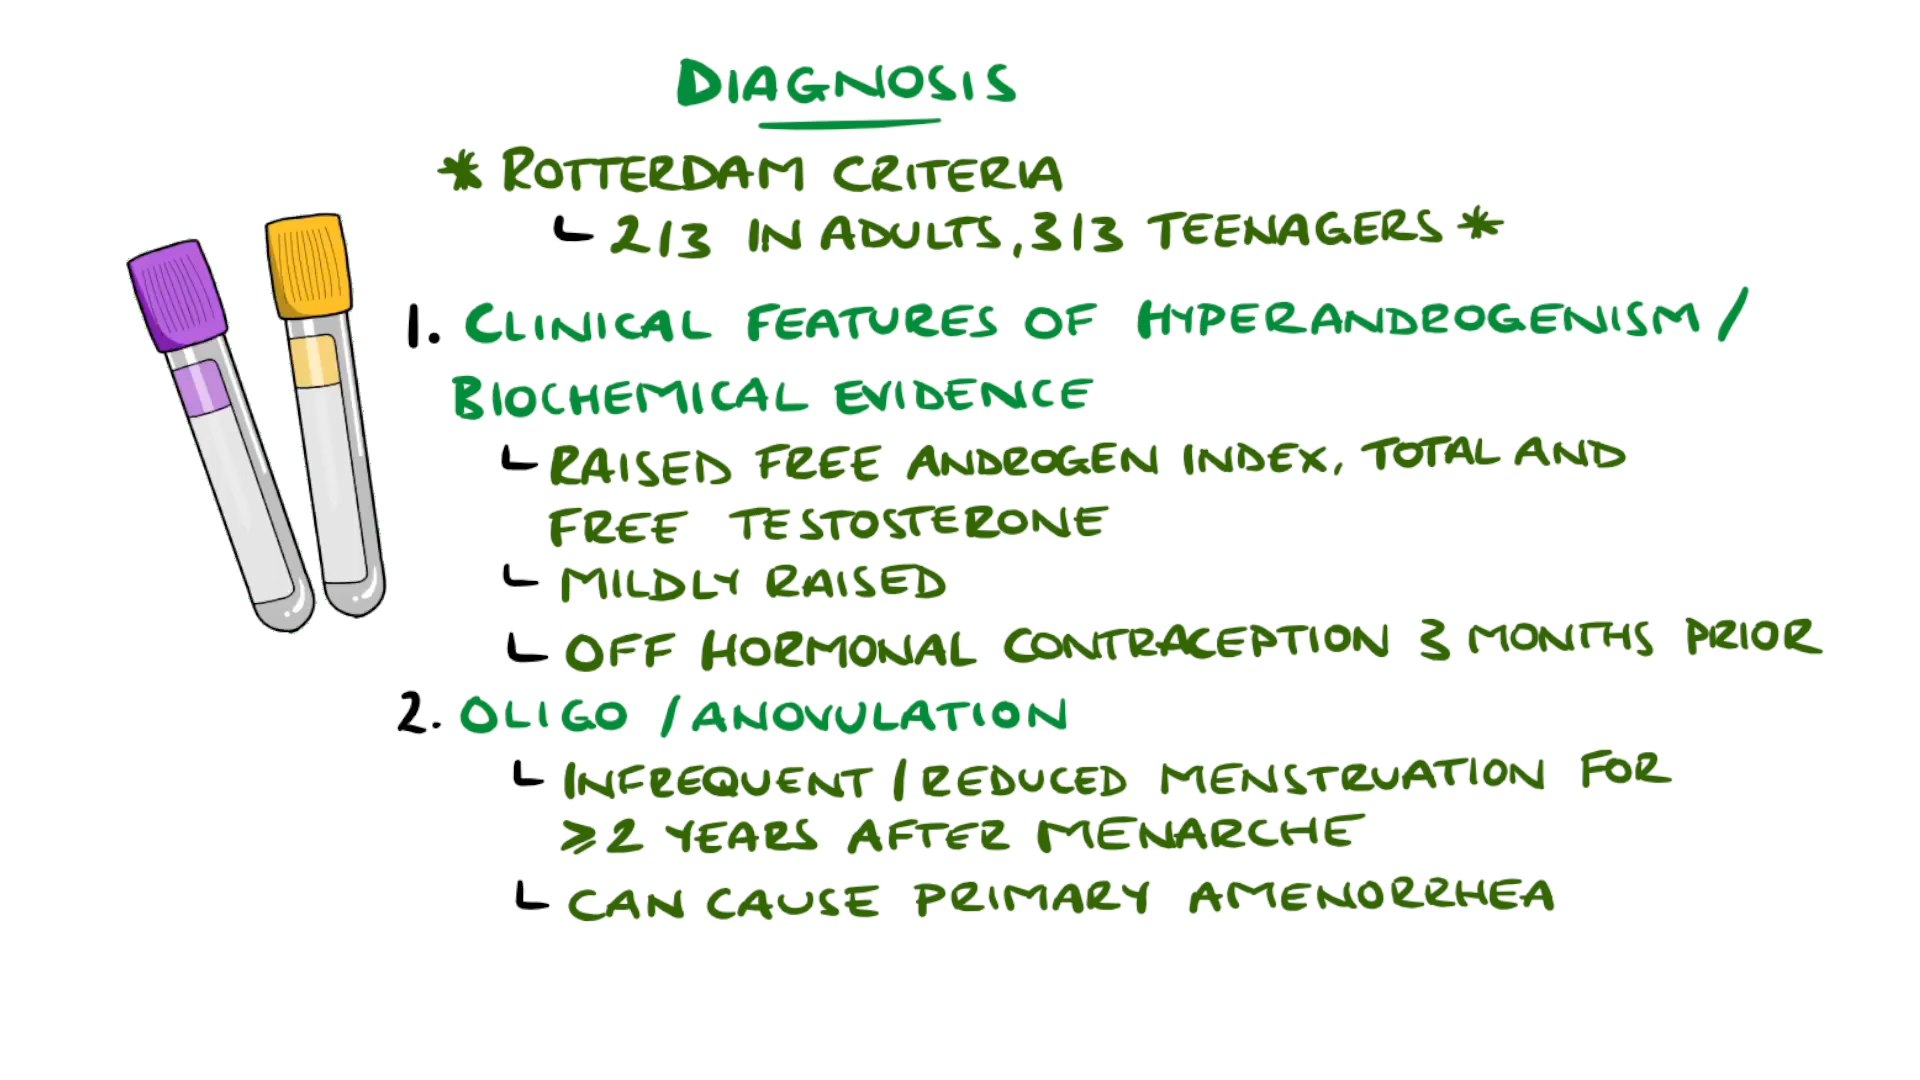 DIAGNOSIS
* ROTTERDAM CRITERIA
2/3 IN ADULTS, 3/3 TEENAGERS *
1. CLINICAL FEATURES OF HYPERANDROGENISM /
BIOCHEMICAL EVIDENCE
RAISED FREE ANDROGEN INDEX, TOTAL AND
FREE TESTOSTERONE
MILDLY RAISED
OFF HORMONAL CONTRACEPTION 3 MONTHS PRIOR
2. OLIGO / ANOVULATION
INFREQUENT / REDUCED MENSTRUATION FOR
⩾2 YEARS AFTER MENARCHE
CAN CAUSE PRIMARY AMENORRHEA